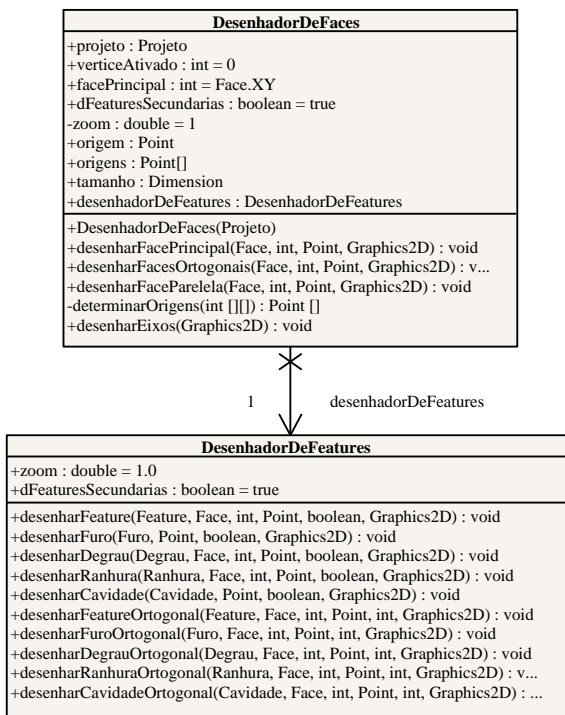 DesenhadorDeFaces
+projeto : Projeto
+verticeAtivado : int = 0
+facePrincipal : int = Face.XY
+dFeaturesSecundarias : boolean = true
-zoom : double = 1
+origem : Point
+origens : Point[]
+tamanho : Dimension
+desenhadorDeFeatures : DesenhadorDeFeatures
+DesenhadorDeFaces(Projeto)
+desenharFacePrincipal(Face, int, Point, Graphics2D) : void
+desenharFacesOrtogonais(Face, int, Point, Graphics2D) : v...
+desenharFaceParelela(Face, int, Point, Graphics2D) : void
-determinarOrigens(int [][]) : Point []
+desenharEixos(Graphics2D) : void
1 desenhadorDeFeatures
DesenhadorDeFeatures
+zoom : double = 1.0
+dFeaturesSecundarias : boolean = true
+desenharFeature(Feature, Face, int, Point, boolean, Graphics2D) : void
+desenharFuro(Furo, Point, boolean, Graphics2D) : void
+desenharDegrau(Degrau, Face, int, Point, boolean, Graphics2D) : void
+desenharRanhura(Ranhura, Face, int, Point, boolean, Graphics2D) : void
+desenharCavidade(Cavidade, Point, boolean, Graphics2D) : void
+desenharFeatureOrtogonal(Feature, Face, int, Point, int, Graphics2D) : void
+desenharFuroOrtogonal(Furo, Face, int, Point, int, Graphics2D) : void
+desenharDegrauOrtogonal(Degrau, Face, int, Point, int, Graphics2D) : void
+desenharRanhuraOrtogonal(Ranhura, Face, int, Point, int, Graphics2D) : v...
+desenharCavidadeOrtogonal(Cavidade, Face, int, Point, int, Graphics2D) : ...